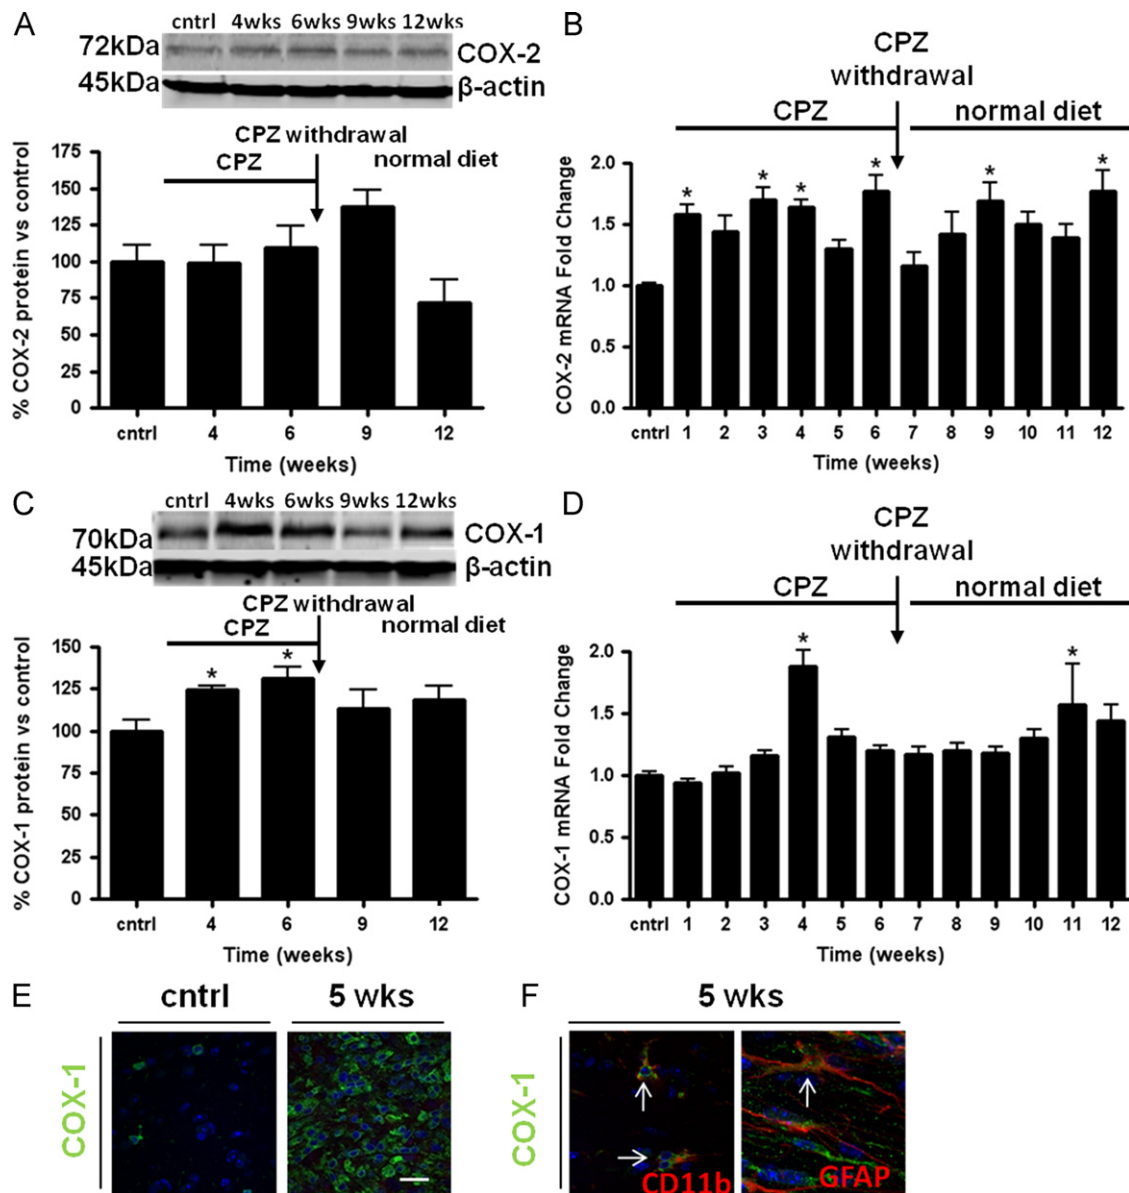 A
cntrl 4wks 6wks 9wks 12wks
72kDa COX-2
45kDa β-actin
CPZ withdrawal
CPZ normal diet
% COX-2 protein vs control
175
150
125
100
75
50
25
0
cntrl 4 6 9 12
Time (weeks)
B
CPZ
withdrawal
CPZ normal diet
COX-2 mRNA Fold Change
2.0
1.5
1.0
0.5
0.0
* * * * * *
cntrl 1 2 3 4 5 6 7 8 9 10 11 12
Time (weeks)
C
cntrl 4wks 6wks 9wks 12wks
70kDa COX-1
45kDa β-actin
CPZ withdrawal
CPZ normal diet
% COX-1 protein vs control
150
125
100
75
50
25
0
* *
cntrl 4 6 9 12
Time (weeks)
D
CPZ
withdrawal
CPZ normal diet
COX-1 mRNA Fold Change
2.0
1.5
1.0
0.5
0.0
* *
cntrl 1 2 3 4 5 6 7 8 9 10 11 12
Time (weeks)
E
cntrl 5 wks
COX-1
F
5 wks
COX-1
CD11b GFAP